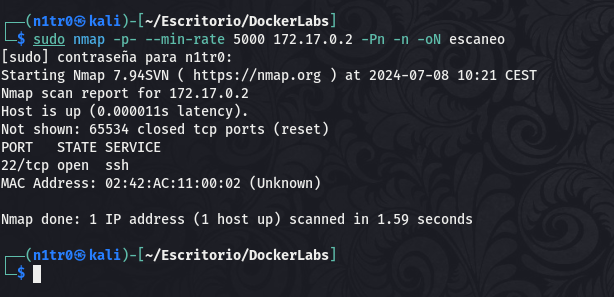 ┌──(n1tr0㉿kali)-[~/Escritorio/DockerLabs]
└─$ sudo nmap -p- --min-rate 5000 172.17.0.2 -Pn -n -oN escaneo
[sudo] contraseña para n1tr0:
Starting Nmap 7.94SVN ( https://nmap.org ) at 2024-07-08 10:21 CEST
Nmap scan report for 172.17.0.2
Host is up (0.000011s latency).
Not shown: 65534 closed tcp ports (reset)
PORT   STATE SERVICE
22/tcp open  ssh
MAC Address: 02:42:AC:11:00:02 (Unknown)
Nmap done: 1 IP address (1 host up) scanned in 1.59 seconds
┌──(n1tr0㉿kali)-[~/Escritorio/DockerLabs]
└─$